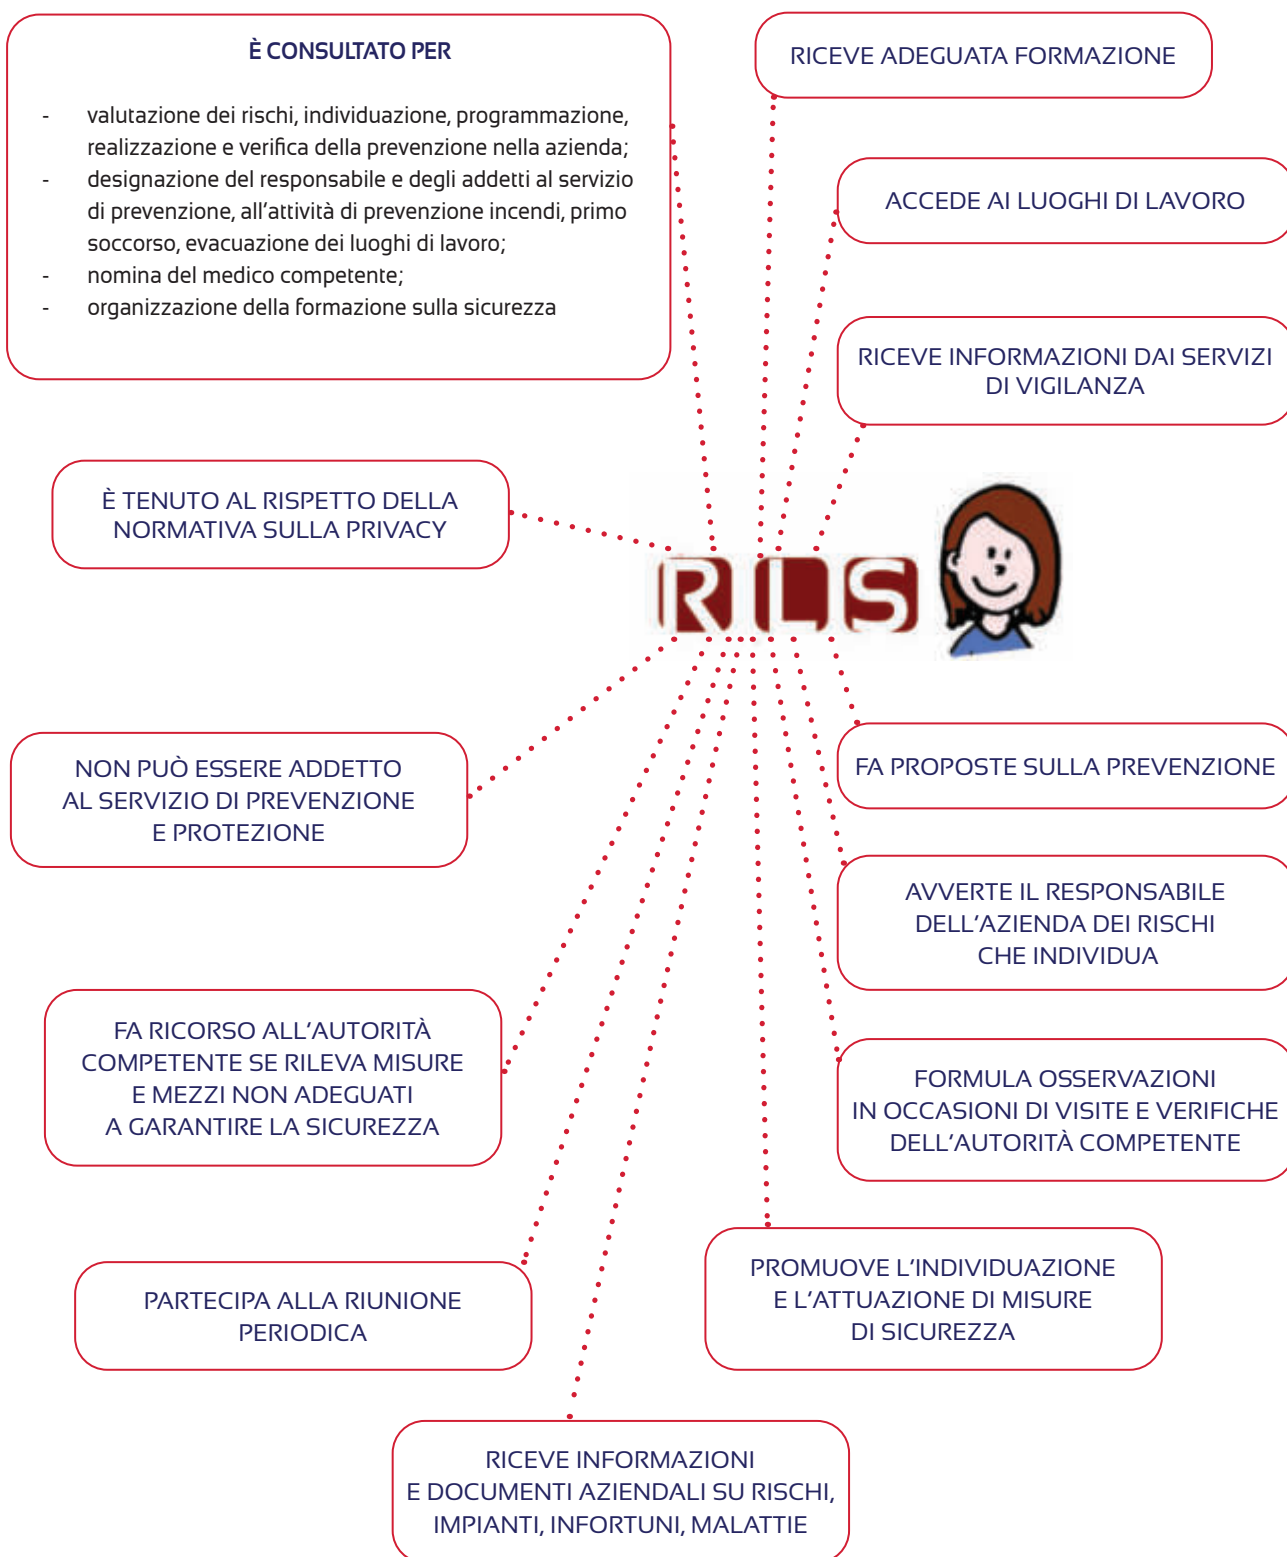 È CONSULTATO PER
- valutazione dei rischi, individuazione, programmazione,
realizzazione e verifica della prevenzione nella azienda;
- designazione del responsabile e degli addetti al servizio
di prevenzione, all'attività di prevenzione incendi, primo
soccorso, evacuazione dei luoghi di lavoro;
- nomina del medico competente;
- organizzazione della formazione sulla sicurezza
RICEVE ADEGUATA FORMAZIONE
ACCEDE AI LUOGHI DI LAVORO
RICEVE INFORMAZIONI DAI SERVIZI
DI VIGILANZA
È TENUTO AL RISPETTO DELLA
NORMATIVA SULLA PRIVACY
RLS
NON PUÒ ESSERE ADDETTO
AL SERVIZIO DI PREVENZIONE
E PROTEZIONE
FA PROPOSTE SULLA PREVENZIONE
AVVERTE IL RESPONSABILE
DELL'AZIENDA DEI RISCHI
CHE INDIVIDUA
FA RICORSO ALL'AUTORITÀ
COMPETENTE SE RILEVA MISURE
E MEZZI NON ADEGUATI
A GARANTIRE LA SICUREZZA
FORMULA OSSERVAZIONI
IN OCCASIONI DI VISITE E VERIFICHE
DELL'AUTORITÀ COMPETENTE
PARTECIPA ALLA RIUNIONE
PERIODICA
PROMUOVE L'INDIVIDUAZIONE
E L'ATTUAZIONE DI MISURE
DI SICUREZZA
RICEVE INFORMAZIONI
E DOCUMENTI AZIENDALI SU RISCHI,
IMPIANTI, INFORTUNI, MALATTIE